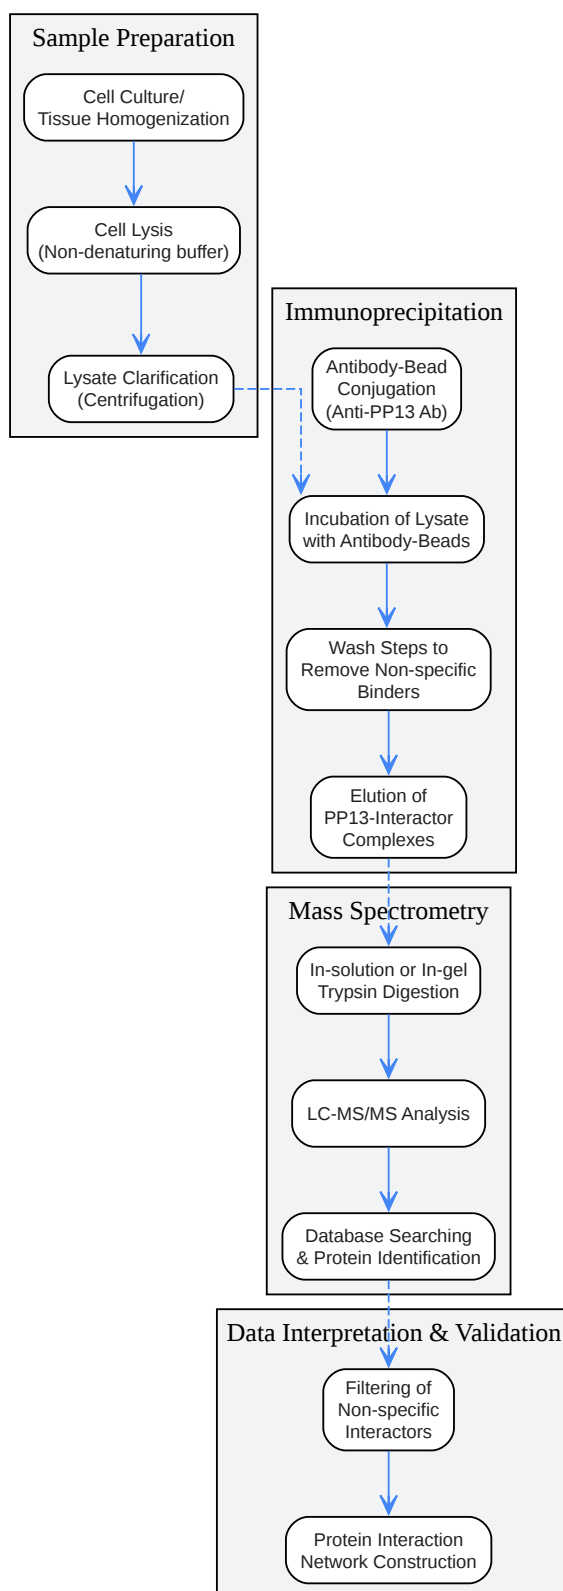 Sample Preparation
Cell Culture/
Tissue Homogenization
Cell Lysis
(Non-denaturing buffer)
Lysate Clarification
(Centrifugation)
Immunoprecipitation
Antibody-Bead
Conjugation
(Anti-PP13 Ab)
Incubation of Lysate
with Antibody-Beads
Wash Steps to
Remove Non-specific
Binders
Elution of
PP13-Interactor
Complexes
Mass Spectrometry
In-solution or In-gel
Trypsin Digestion
LC-MS/MS Analysis
Database Searching
& Protein Identification
Data Interpretation & Validation
Filtering of
Non-specific
Interactors
Protein Interaction
Network Construction